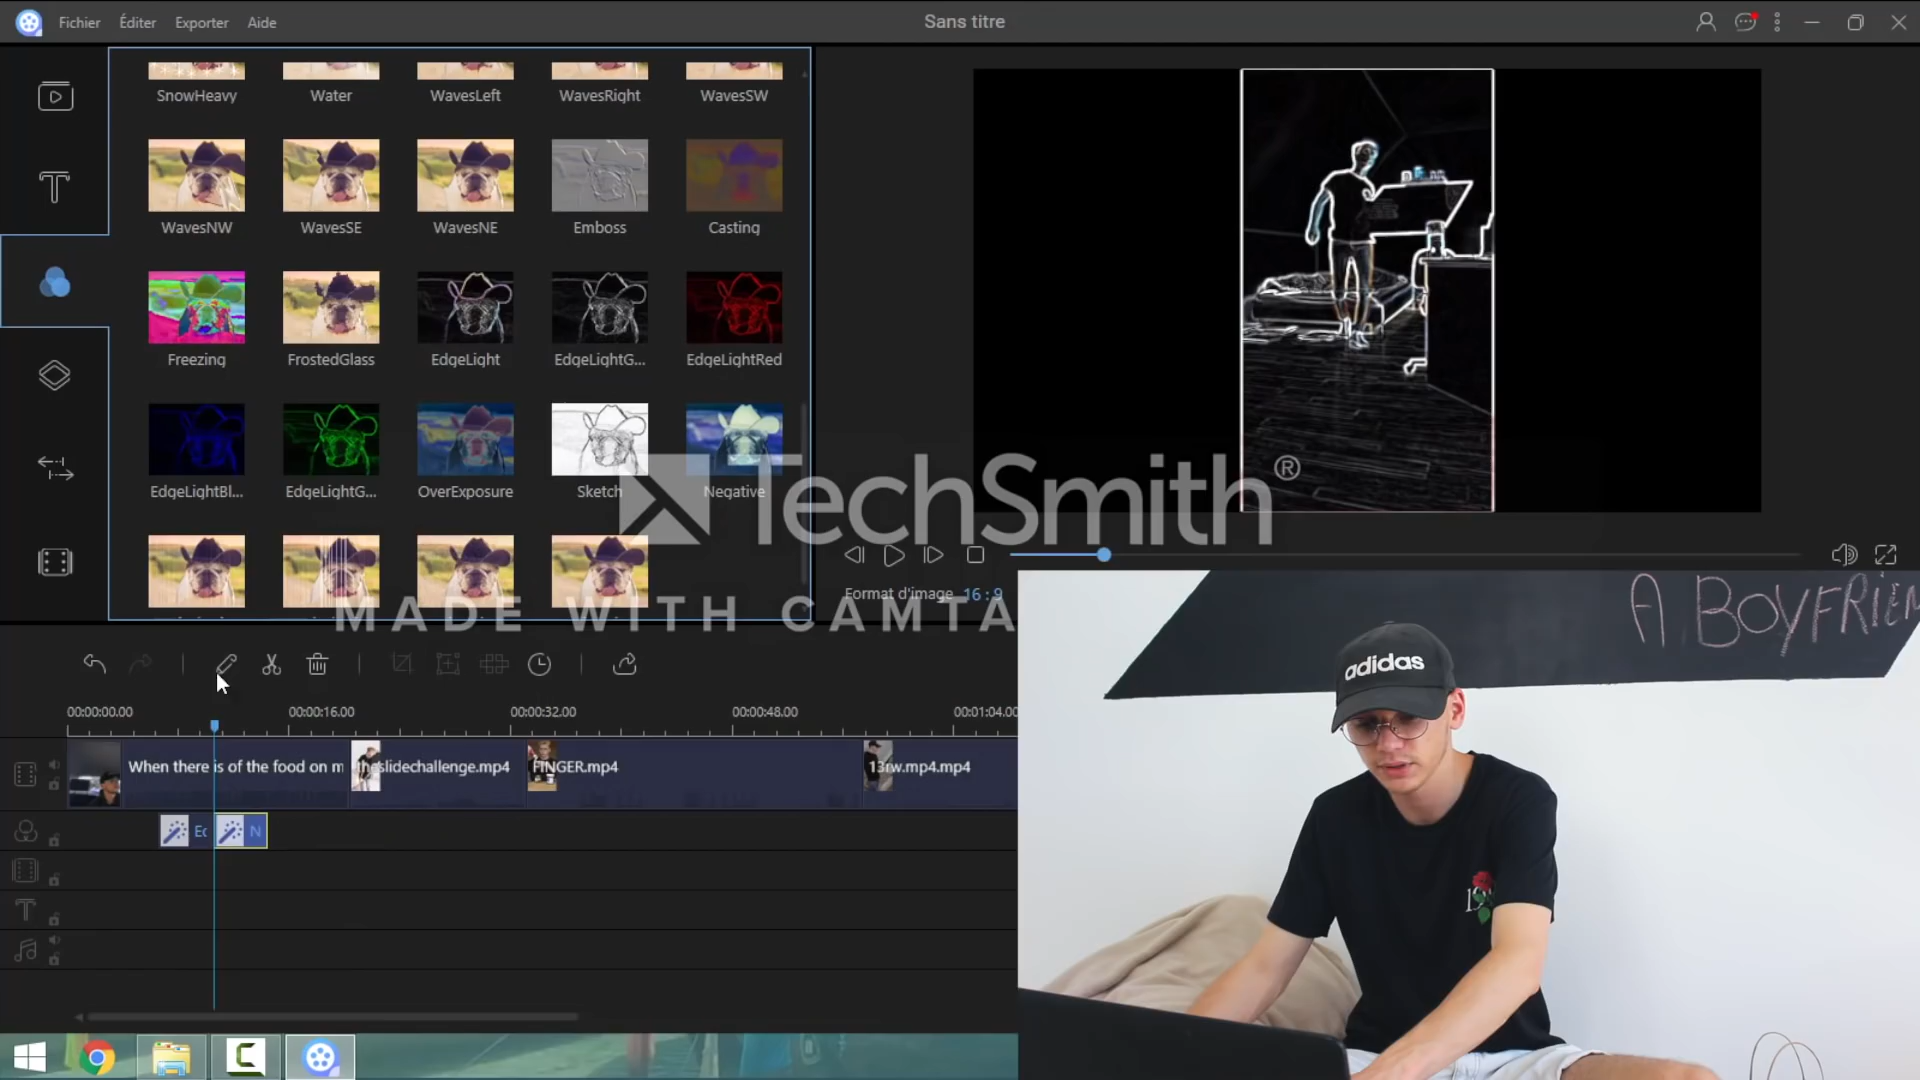 Fichier Éditer Exporter Aide
Sans titre
SnowHeavy Water WavesLeft WavesRight WavesSW
WavesNW WavesSE WavesNE Emboss Casting
Freezing FrostedGlass EdgeLight EdgeLightG... EdgeLightRed
EdgeLightBl... EdgeLightG... OverExposure Sketch Negative
TechSmith®
MADE WITH CAMTA
Format d'image 16 : 9
A BOYFRIEN
adidas
00:00:00.00 00:00:16.00 00:00:32.00 00:00:48.00 00:01:04.00
When there is of the food on m theslidechallenge.mp4 FINGER.mp4 13rw.mp4.mp4
N